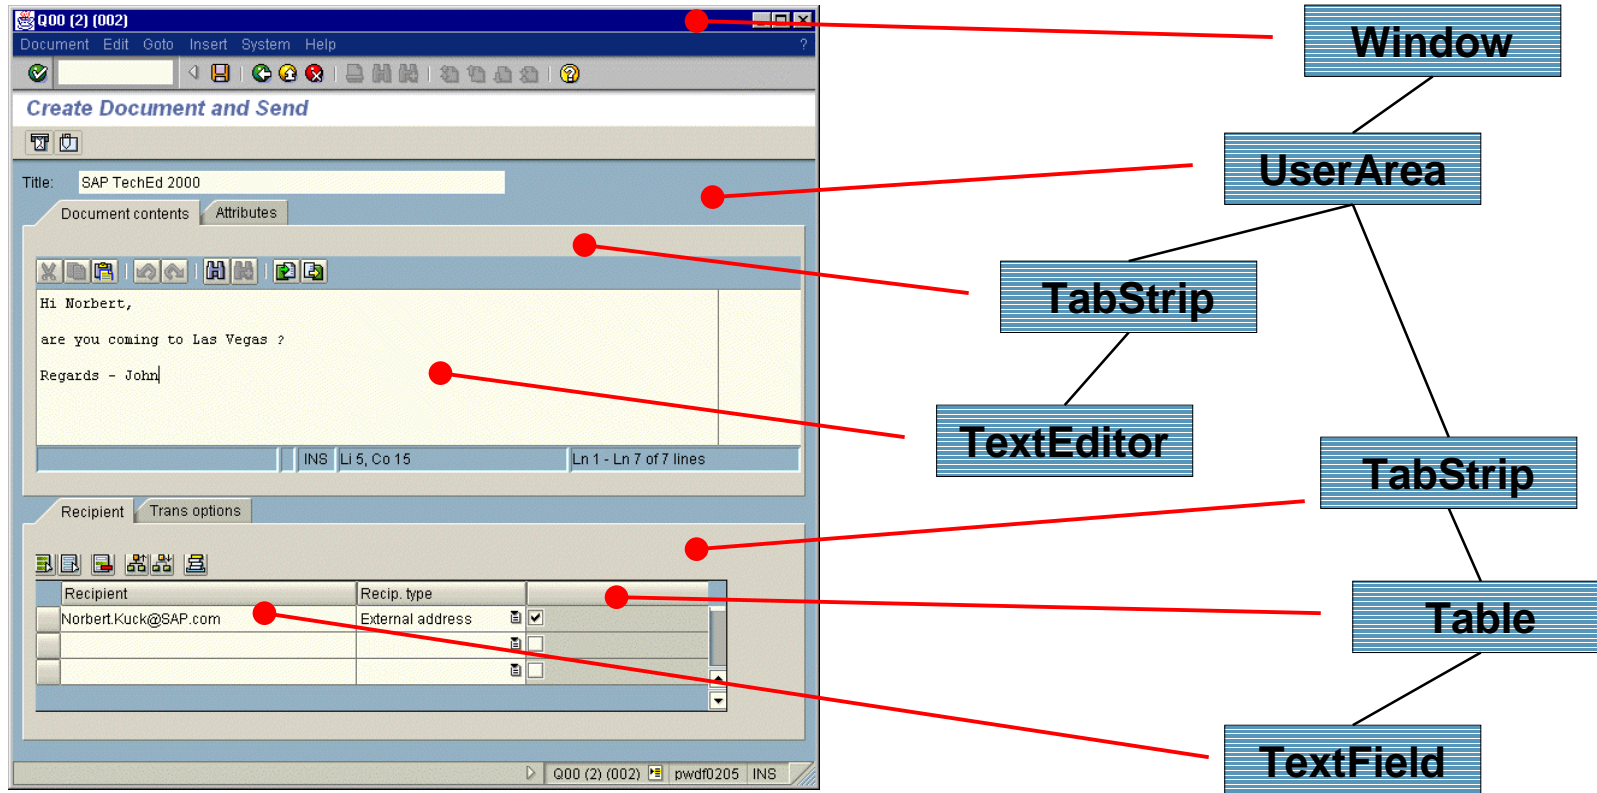 Q00 (2) (002)
Document Edit Goto Insert System Help ?
Create Document and Send
Title: SAP TechEd 2000
Document contents Attributes
Hi Norbert,
are you coming to Las Vegas ?
Regards - John
INS Li 5, Co 15 Ln 1 - Ln 7 of 7 lines
Recipient Trans options
Recipient Recip. type
Norbert.Kuck@SAP.com External address
Q00 (2) (002) pwdf0205 INS
Window
UserArea
TabStrip
TextEditor
TabStrip
Table
TextField